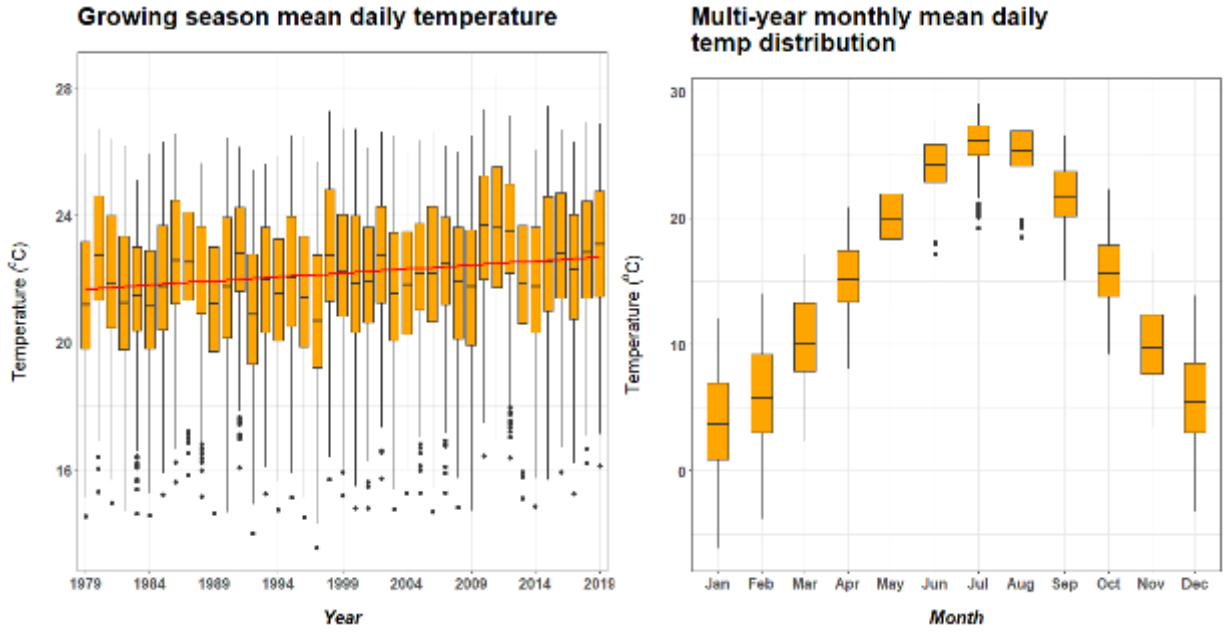 Growing season mean daily temperature
Temperature (°C)
28
24
20
16
1979 1984 1989 1994 1999 2004 2009 2014 2019
Year
Multi-year monthly mean daily
temp distribution
Temperature (°C)
30
20
10
0
Jan Feb Mar Apr May Jun Jul Aug Sep Oct Nov Dec
Month